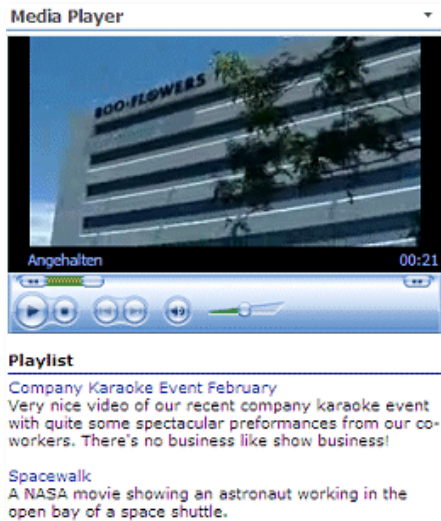 Media Player
800-FLOWERS
Angehalten 00:21
Playlist
Company Karaoke Event February
Very nice video of our recent company karaoke event
with quite some spectacular preformances from our co-
workers. There's no business like show business!
Spacewalk
A NASA movie showing an astronaut working in the
open bay of a space shuttle.